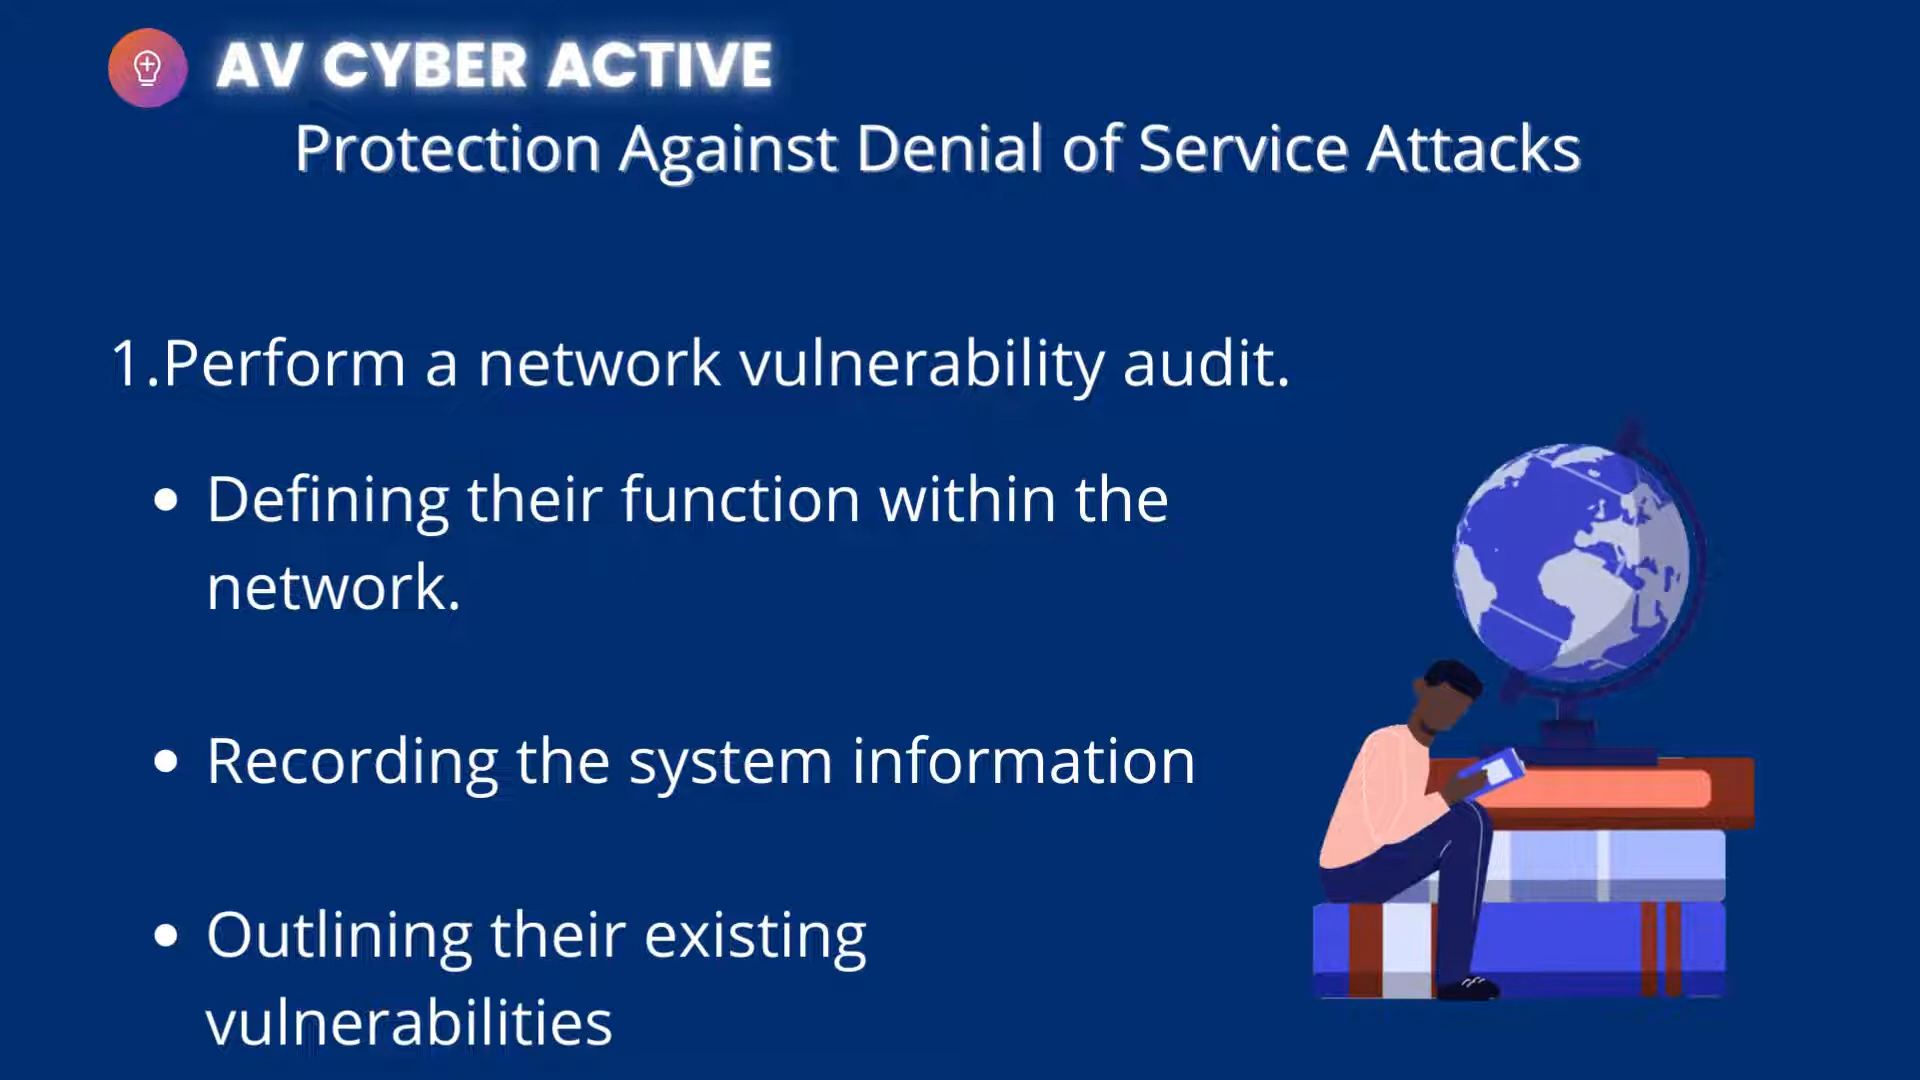 AV CYBER ACTIVE
Protection Against Denial of Service Attacks
1.Perform a network vulnerability audit.
• Defining their function within the
network.
• Recording the system information
• Outlining their existing
vulnerabilities